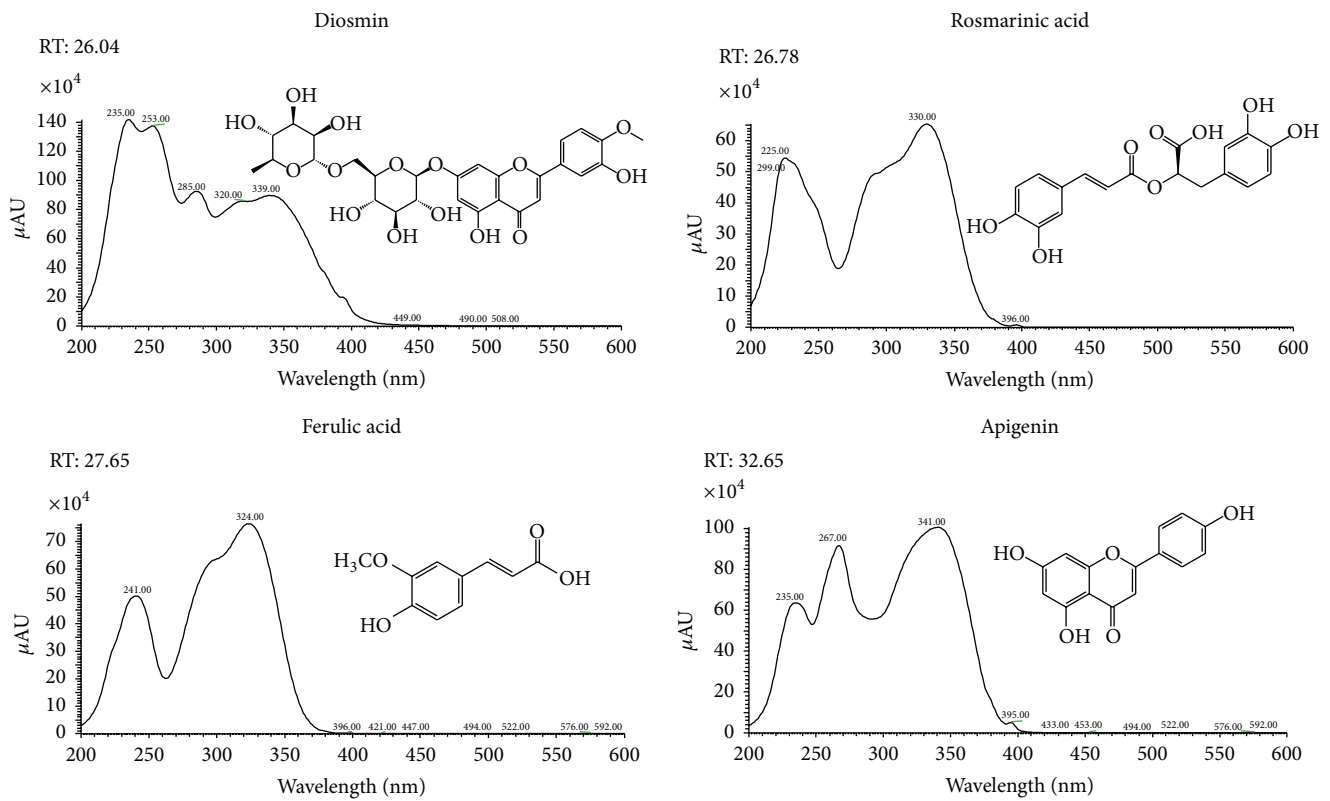 Diosmin
RT: 26.04
×10⁴
235.00
253.00
285.00
320.00
339.00
449.00
490.00
508.00
140
120
100
80
60
40
20
0
μAU
200
250
300
350
400
450
500
550
600
Wavelength (nm)
OH
HO
OH
O
O
O
O
O
O
OH
HO
OH
OH
OH
O
Rosmarinic acid
RT: 26.78
×10⁴
225.00
299.00
330.00
396.00
60
50
40
30
20
10
0
μAU
200
250
300
350
400
450
500
550
600
Wavelength (nm)
OH
OH
O
OH
O
O
HO
OH
Ferulic acid
RT: 27.65
×10⁴
241.00
324.00
396.00
421.00
447.00
494.00
522.00
576.00
592.00
70
60
50
40
30
20
10
0
μAU
200
250
300
350
400
450
500
550
600
Wavelength (nm)
O
H₃CO
OH
HO
Apigenin
RT: 32.65
×10⁴
235.00
267.00
341.00
395.00
433.00
453.00
494.00
522.00
576.00
592.00
100
80
60
40
20
0
μAU
200
250
300
350
400
450
500
550
600
Wavelength (nm)
OH
HO
O
OH
O